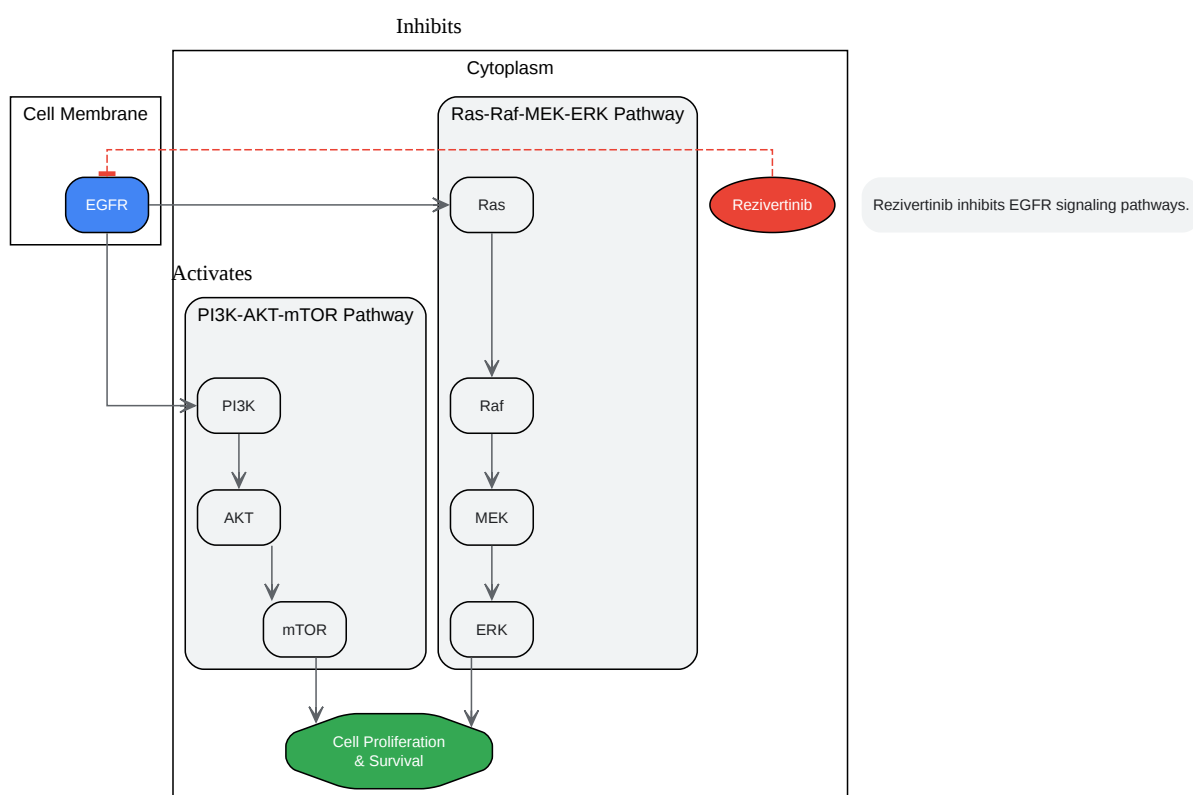 Inhibits
Cytoplasm
Cell Membrane
Ras-Raf-MEK-ERK Pathway
EGFR
Ras
Rezivertinib
Rezivertinib inhibits EGFR signaling pathways.
Activates
PI3K-AKT-mTOR Pathway
PI3K
Raf
AKT
MEK
mTOR
ERK
Cell Proliferation
& Survival